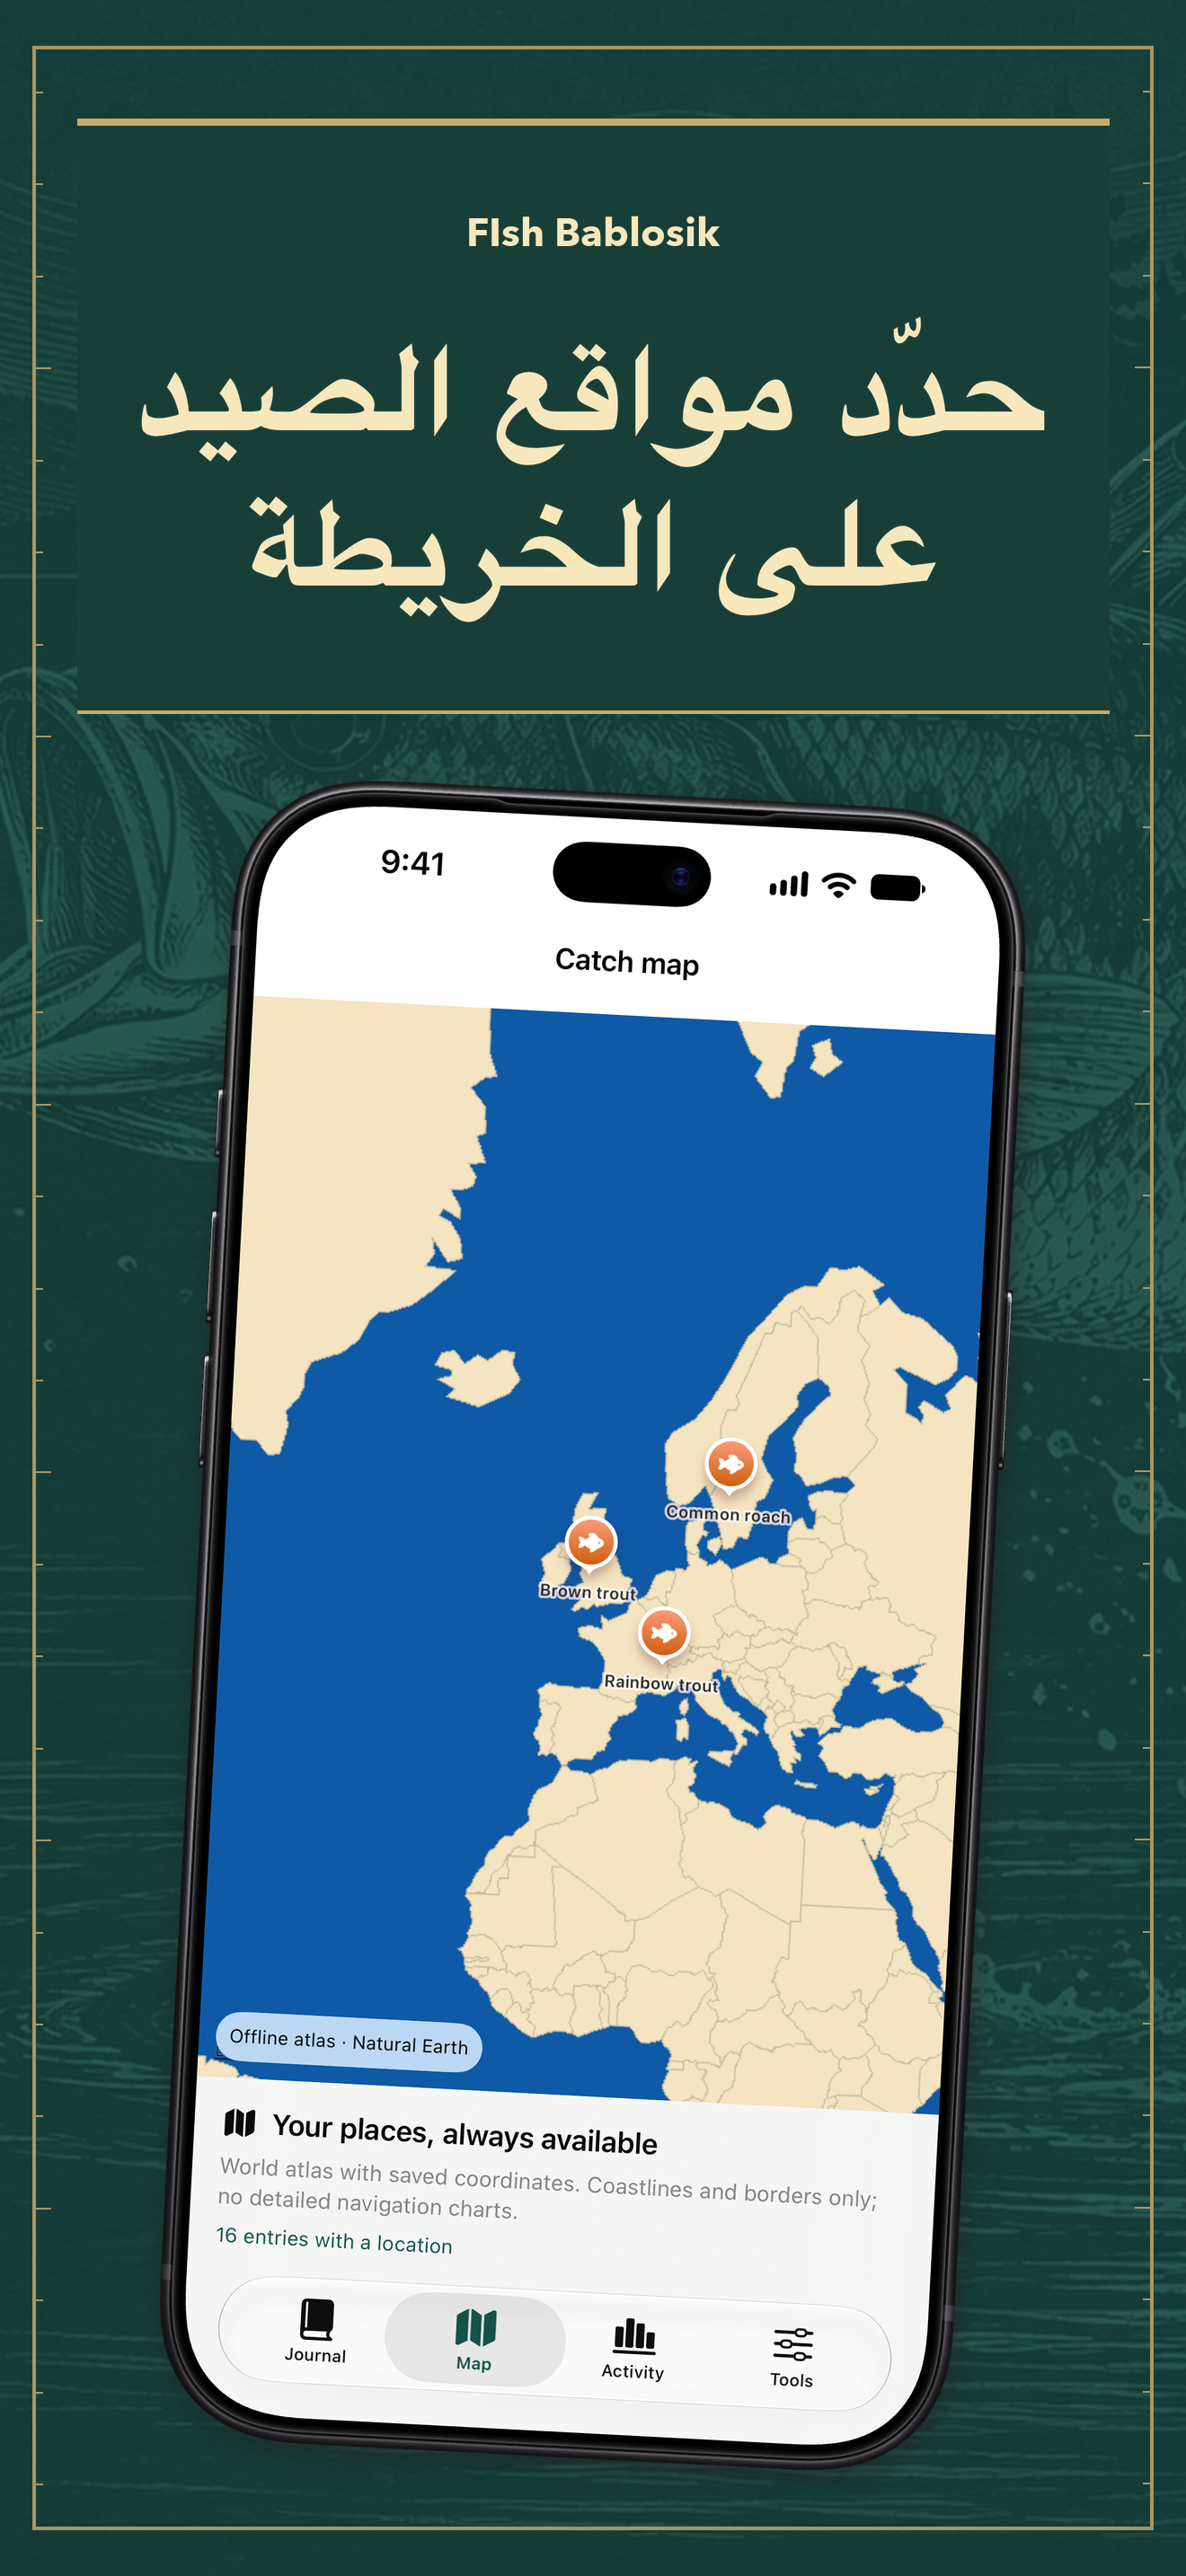 FIsh Bablosik
حدّد مواقع الصيد
على الخريطة
9:41
Catch map
Common roach
Brown trout
Rainbow trout
Offline atlas · Natural Earth
Your places, always available
World atlas with saved coordinates. Coastlines and borders only;
no detailed navigation charts.
16 entries with a location
Journal
Map
Activity
Tools